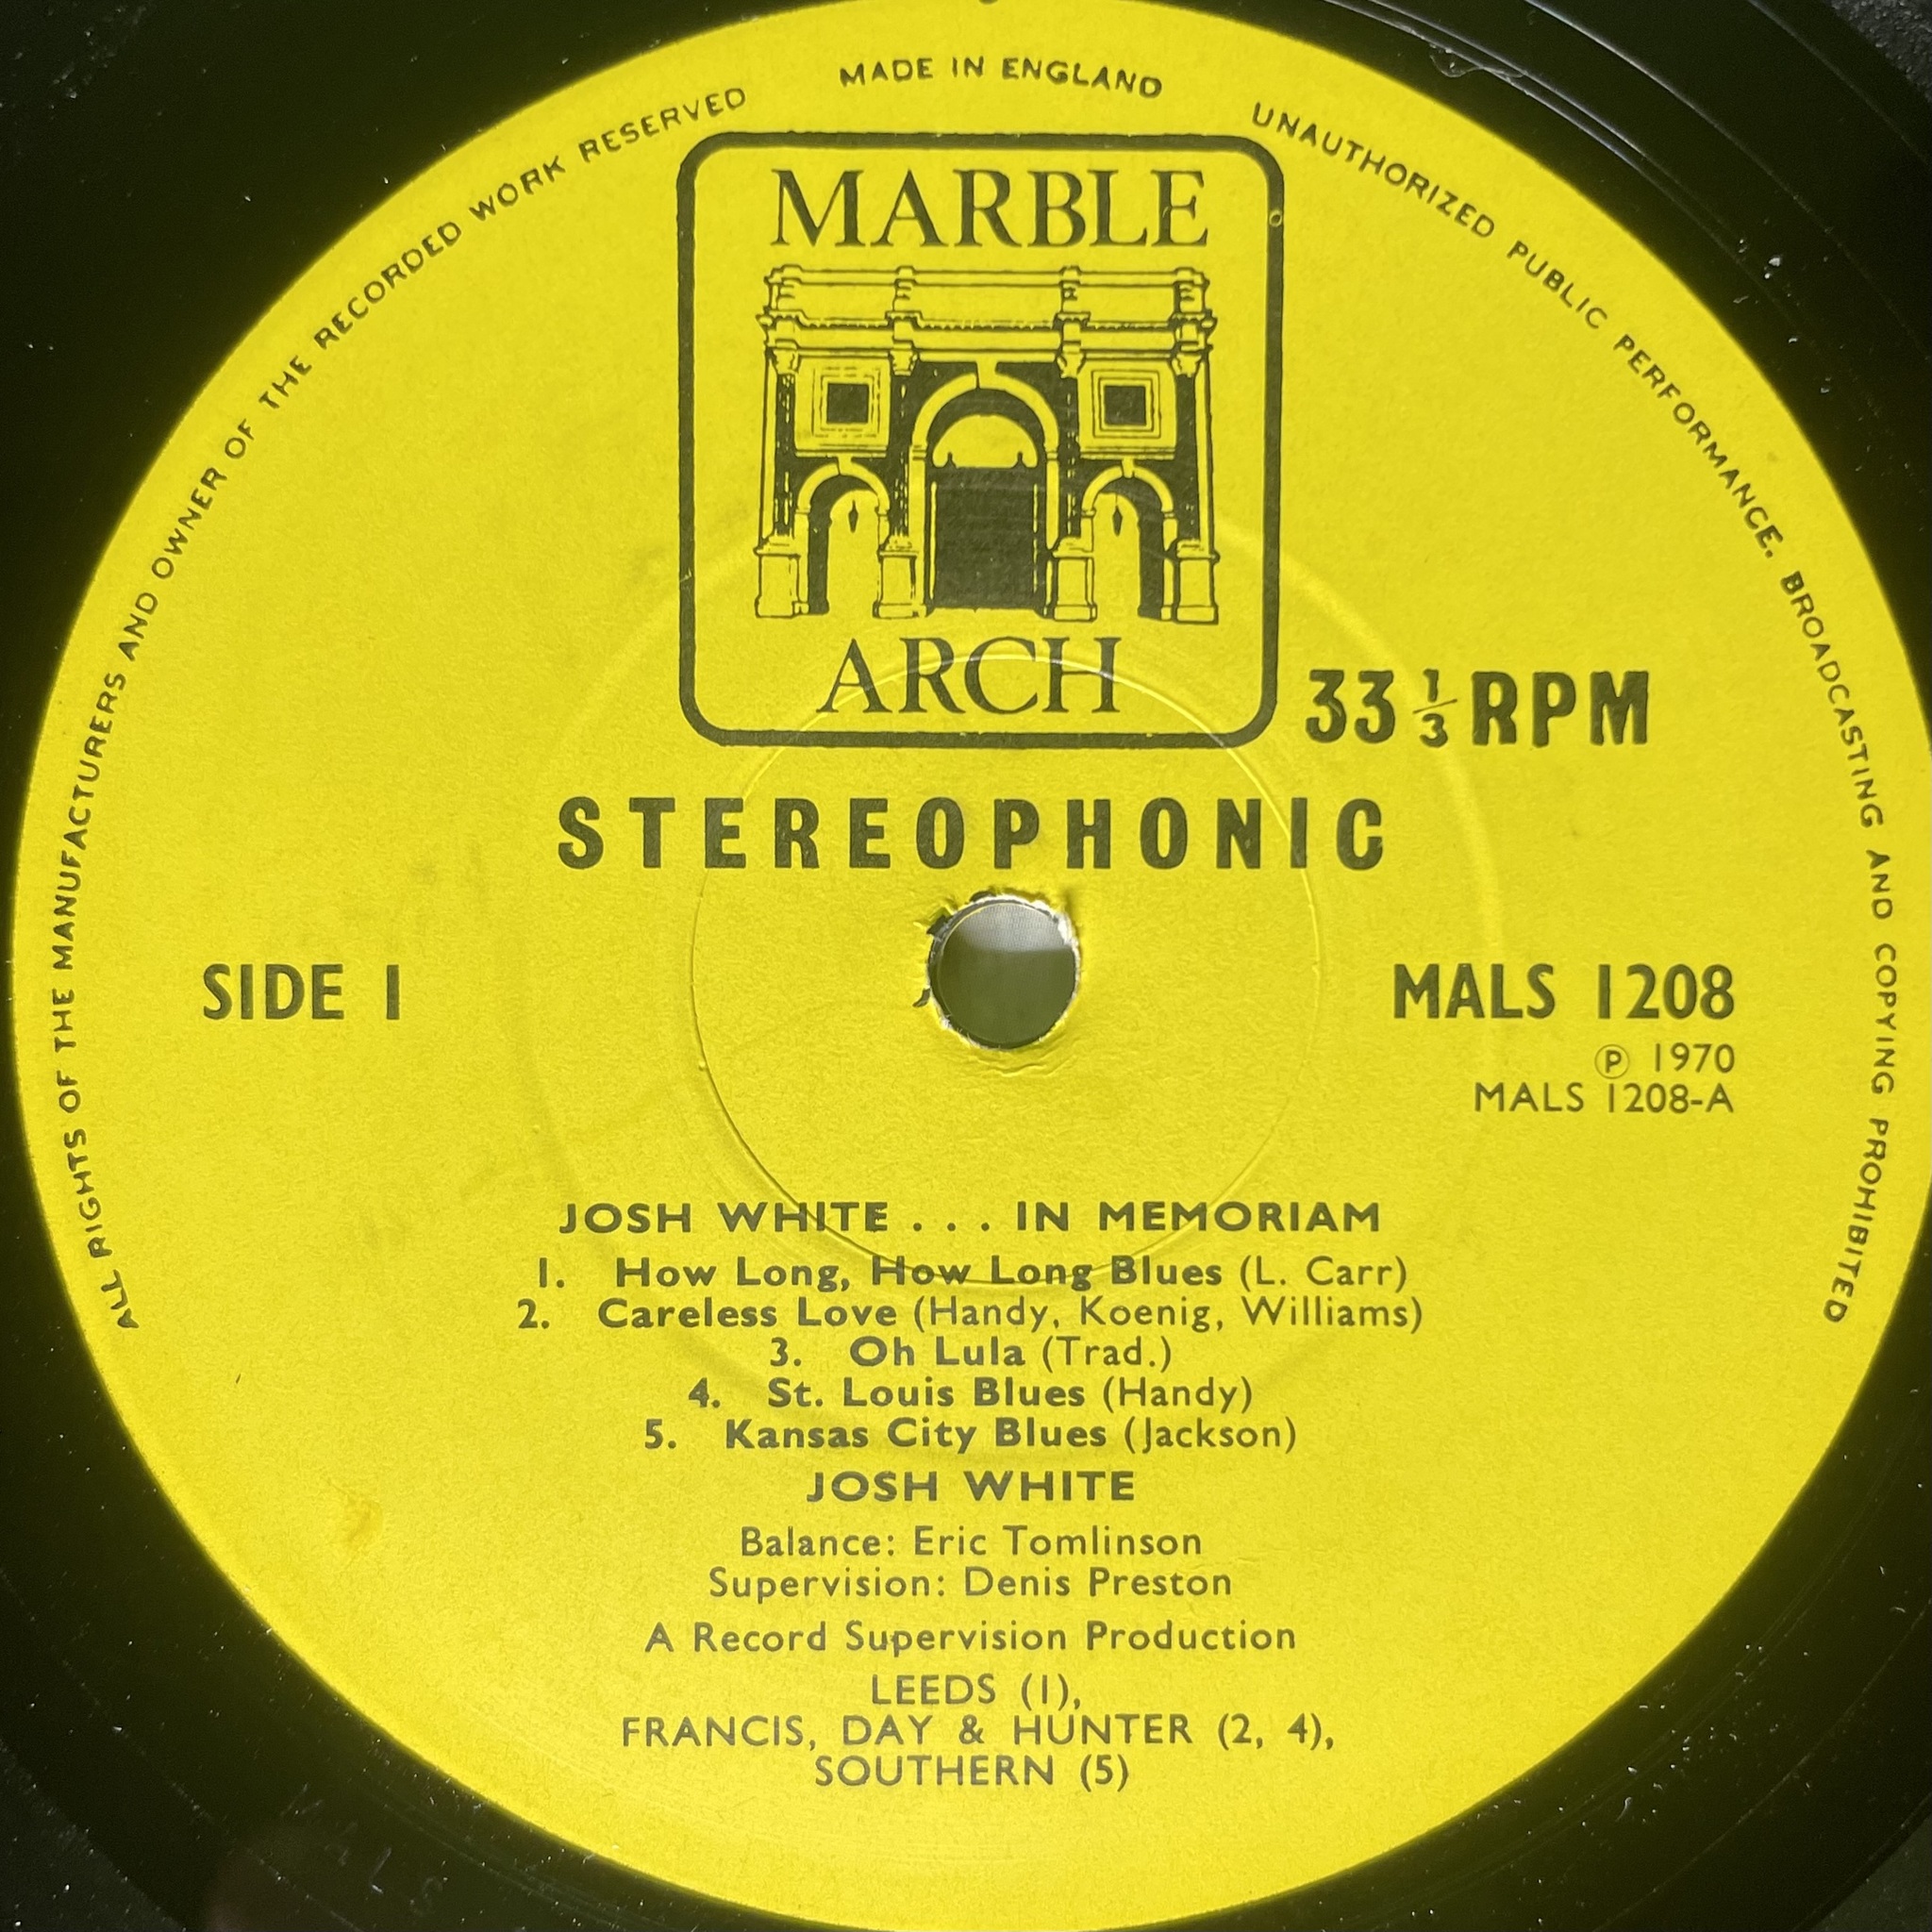 MADE IN ENGLAND
ALL RIGHTS OF THE MANUFACTURERS AND OWNER OF THE RECORDED WORK RESERVED
UNAUTHORIZED PUBLIC PERFORMANCE. BROADCASTING AND COPYING PROHIBITED
MARBLE
ARCH
33 1/3 RPM
STEREOPHONIC
SIDE 1
MALS 1208
Ⓟ 1970
MALS 1208-A
JOSH WHITE . . . IN MEMORIAM
1. How Long, How Long Blues (L. Carr)
2. Careless Love (Handy, Koenig, Williams)
3. Oh Lula (Trad.)
4. St. Louis Blues (Handy)
5. Kansas City Blues (Jackson)
JOSH WHITE
Balance: Eric Tomlinson
Supervision: Denis Preston
A Record Supervision Production
LEEDS (1),
FRANCIS, DAY & HUNTER (2, 4),
SOUTHERN (5)